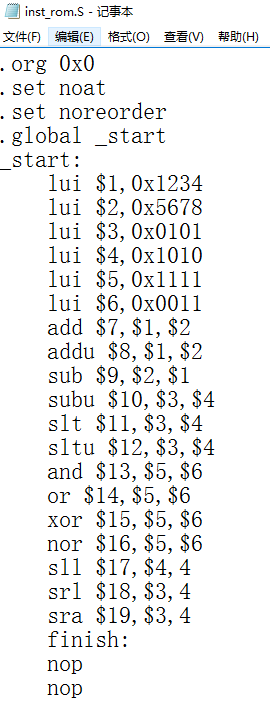 inst_rom.S - 记事本
文件(F) 编辑(E) 格式(O) 查看(V) 帮助(H)
.org 0x0
.set noat
.set noreorder
.global _start
_start:
lui $1,0x1234
lui $2,0x5678
lui $3,0x0101
lui $4,0x1010
lui $5,0x1111
lui $6,0x0011
add $7,$1,$2
addu $8,$1,$2
sub $9,$2,$1
subu $10,$3,$4
slt $11,$3,$4
sltu $12,$3,$4
and $13,$5,$6
or $14,$5,$6
xor $15,$5,$6
nor $16,$5,$6
sll $17,$4,4
srl $18,$3,4
sra $19,$3,4
finish:
nop
nop